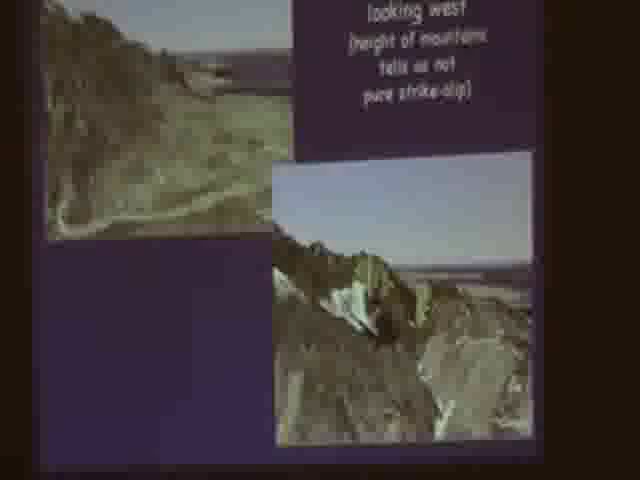 looking west
(height of mountains
tells us not
pure strike-slip)